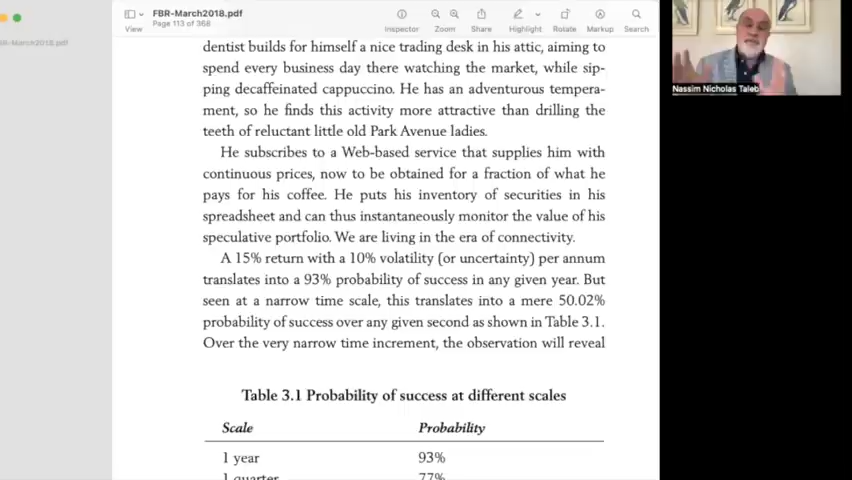 FBR-March2018.pdf
FBR-March2018.pdf
Page 113 of 368
View
Inspector
Zoom
Share
Highlight
Rotate
Markup
Search
dentist builds for himself a nice trading desk in his attic, aiming to
spend every business day there watching the market, while sip-
ping decaffeinated cappuccino. He has an adventurous tempera-
ment, so he finds this activity more attractive than drilling the
teeth of reluctant little old Park Avenue ladies.
He subscribes to a Web-based service that supplies him with
continuous prices, now to be obtained for a fraction of what he
pays for his coffee. He puts his inventory of securities in his
spreadsheet and can thus instantaneously monitor the value of his
speculative portfolio. We are living in the era of connectivity.
A 15% return with a 10% volatility (or uncertainty) per annum
translates into a 93% probability of success in any given year. But
seen at a narrow time scale, this translates into a mere 50.02%
probability of success over any given second as shown in Table 3.1.
Over the very narrow time increment, the observation will reveal
Table 3.1 Probability of success at different scales
Scale Probability
1 year 93%
1 quarter 77%
Nassim Nicholas Taleb